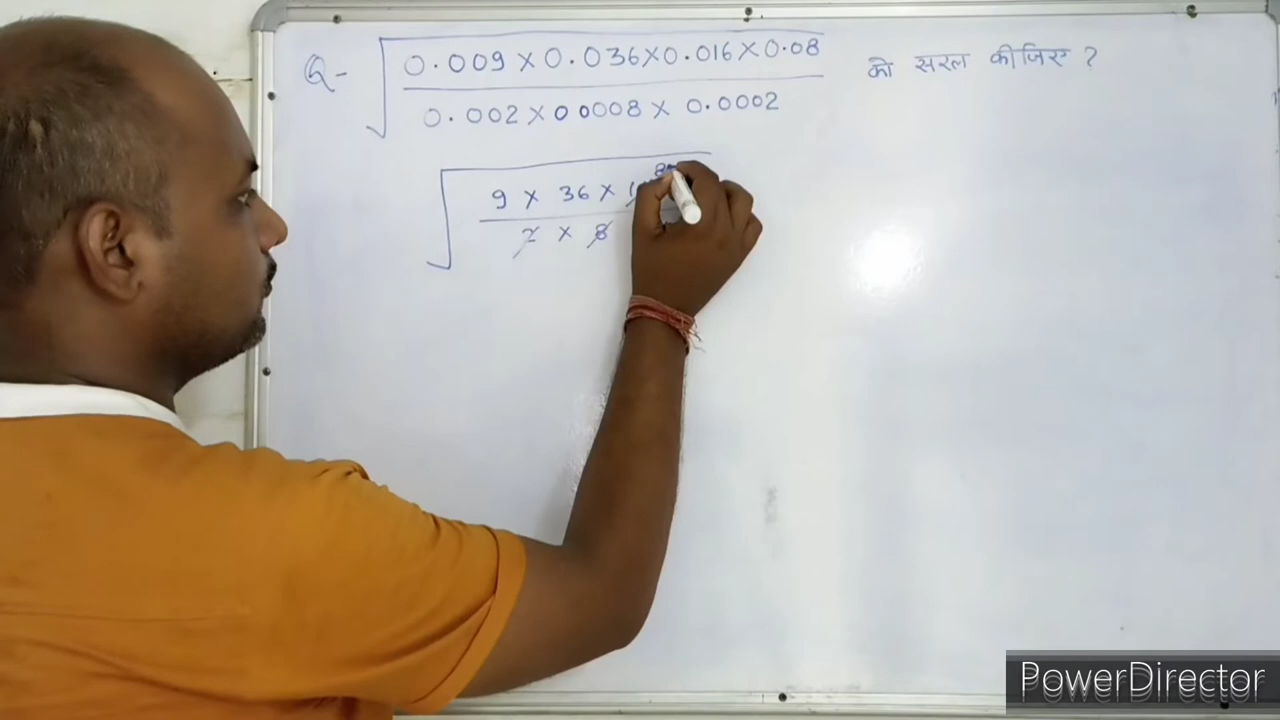 Q- √ 0.009 × 0.036 × 0.016 × 0.08 को सरल कीजिए ?
0.002 × 0 0008 × 0.0002
√ 9 × 36 ×
2 × 8
PowerDirector